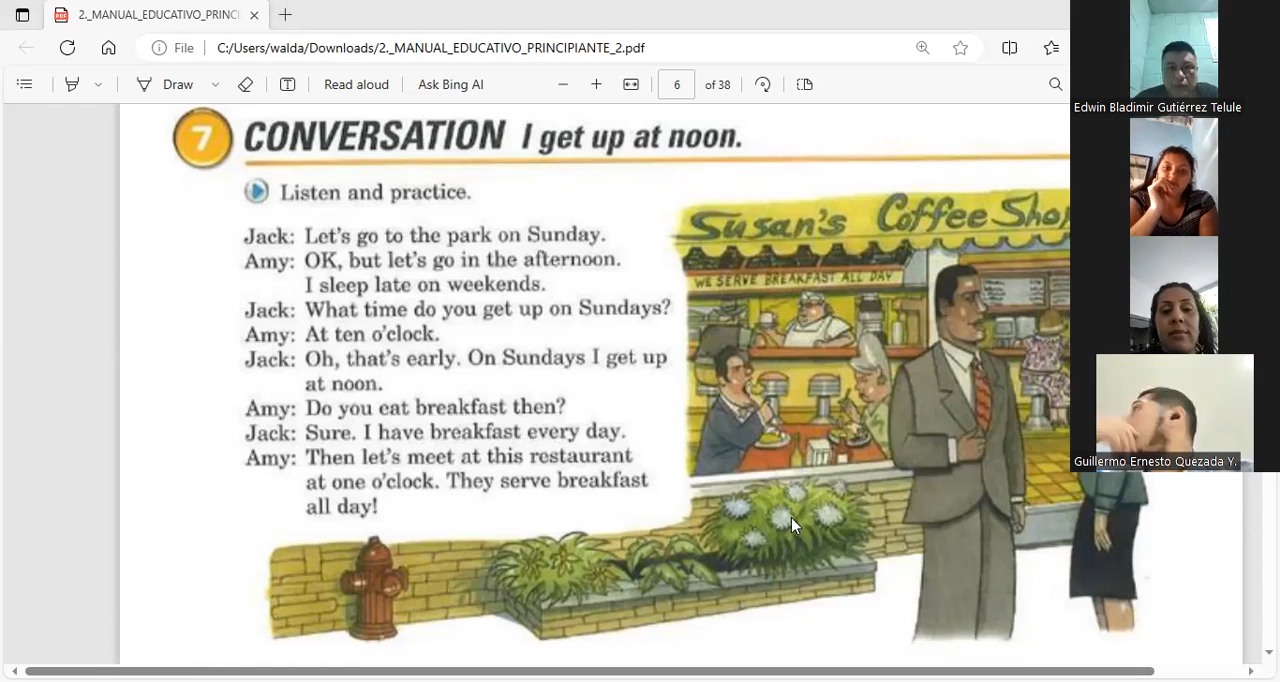 2._MANUAL_EDUCATIVO_PRINCI
File
C:/Users/walda/Downloads/2._MANUAL_EDUCATIVO_PRINCIPIANTE_2.pdf
Draw
Read aloud
Ask Bing AI
6 of 38
7 CONVERSATION I get up at noon.
Listen and practice.
Jack: Let's go to the park on Sunday.
Amy: OK, but let's go in the afternoon.
I sleep late on weekends.
Jack: What time do you get up on Sundays?
Amy: At ten o'clock.
Jack: Oh, that's early. On Sundays I get up
at noon.
Amy: Do you eat breakfast then?
Jack: Sure. I have breakfast every day.
Amy: Then let's meet at this restaurant
at one o'clock. They serve breakfast
all day!
Susan's Coffee Sho
WE SERVE BREAKFAST ALL DAY
Edwin Bladimir Gutiérrez Telule
Guillermo Ernesto Quezada Y.